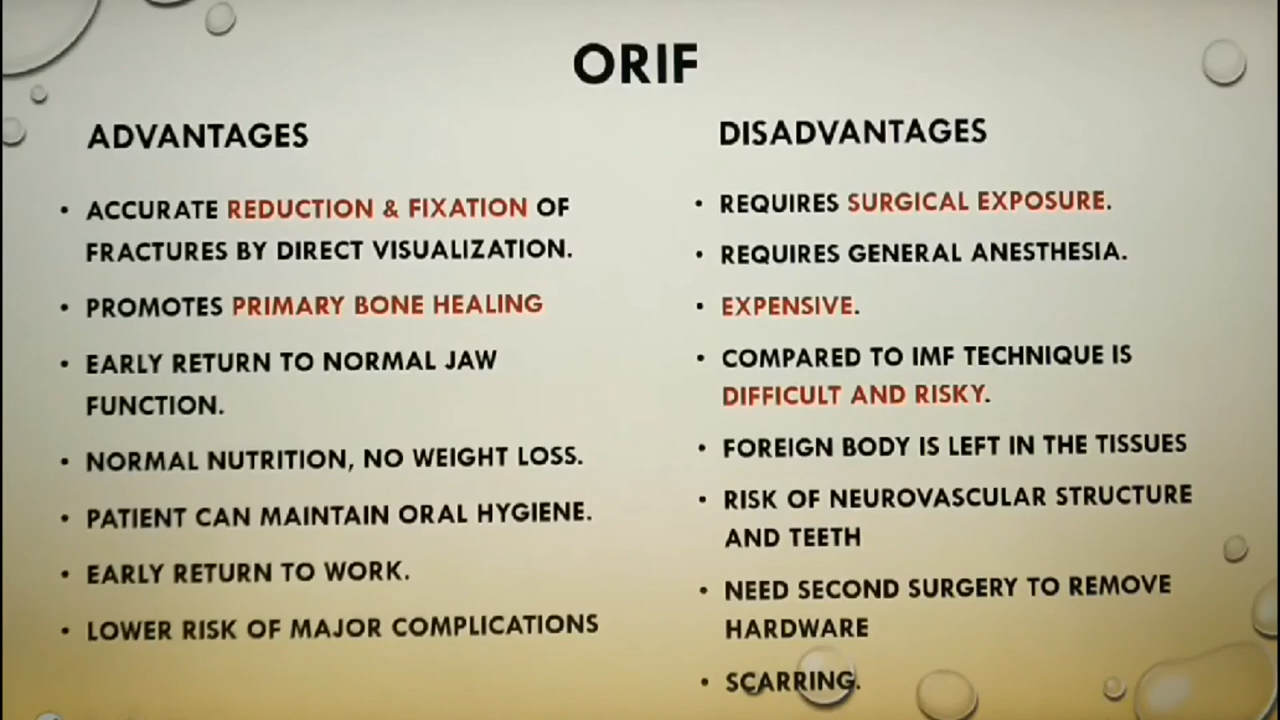 ORIF
ADVANTAGES
• ACCURATE REDUCTION & FIXATION OF
FRACTURES BY DIRECT VISUALIZATION.
• PROMOTES PRIMARY BONE HEALING
• EARLY RETURN TO NORMAL JAW
FUNCTION.
• NORMAL NUTRITION, NO WEIGHT LOSS.
• PATIENT CAN MAINTAIN ORAL HYGIENE.
• EARLY RETURN TO WORK.
• LOWER RISK OF MAJOR COMPLICATIONS
DISADVANTAGES
• REQUIRES SURGICAL EXPOSURE.
• REQUIRES GENERAL ANESTHESIA.
• EXPENSIVE.
• COMPARED TO IMF TECHNIQUE IS
DIFFICULT AND RISKY.
• FOREIGN BODY IS LEFT IN THE TISSUES
• RISK OF NEUROVASCULAR STRUCTURE
AND TEETH
• NEED SECOND SURGERY TO REMOVE
HARDWARE
• SCARRING.